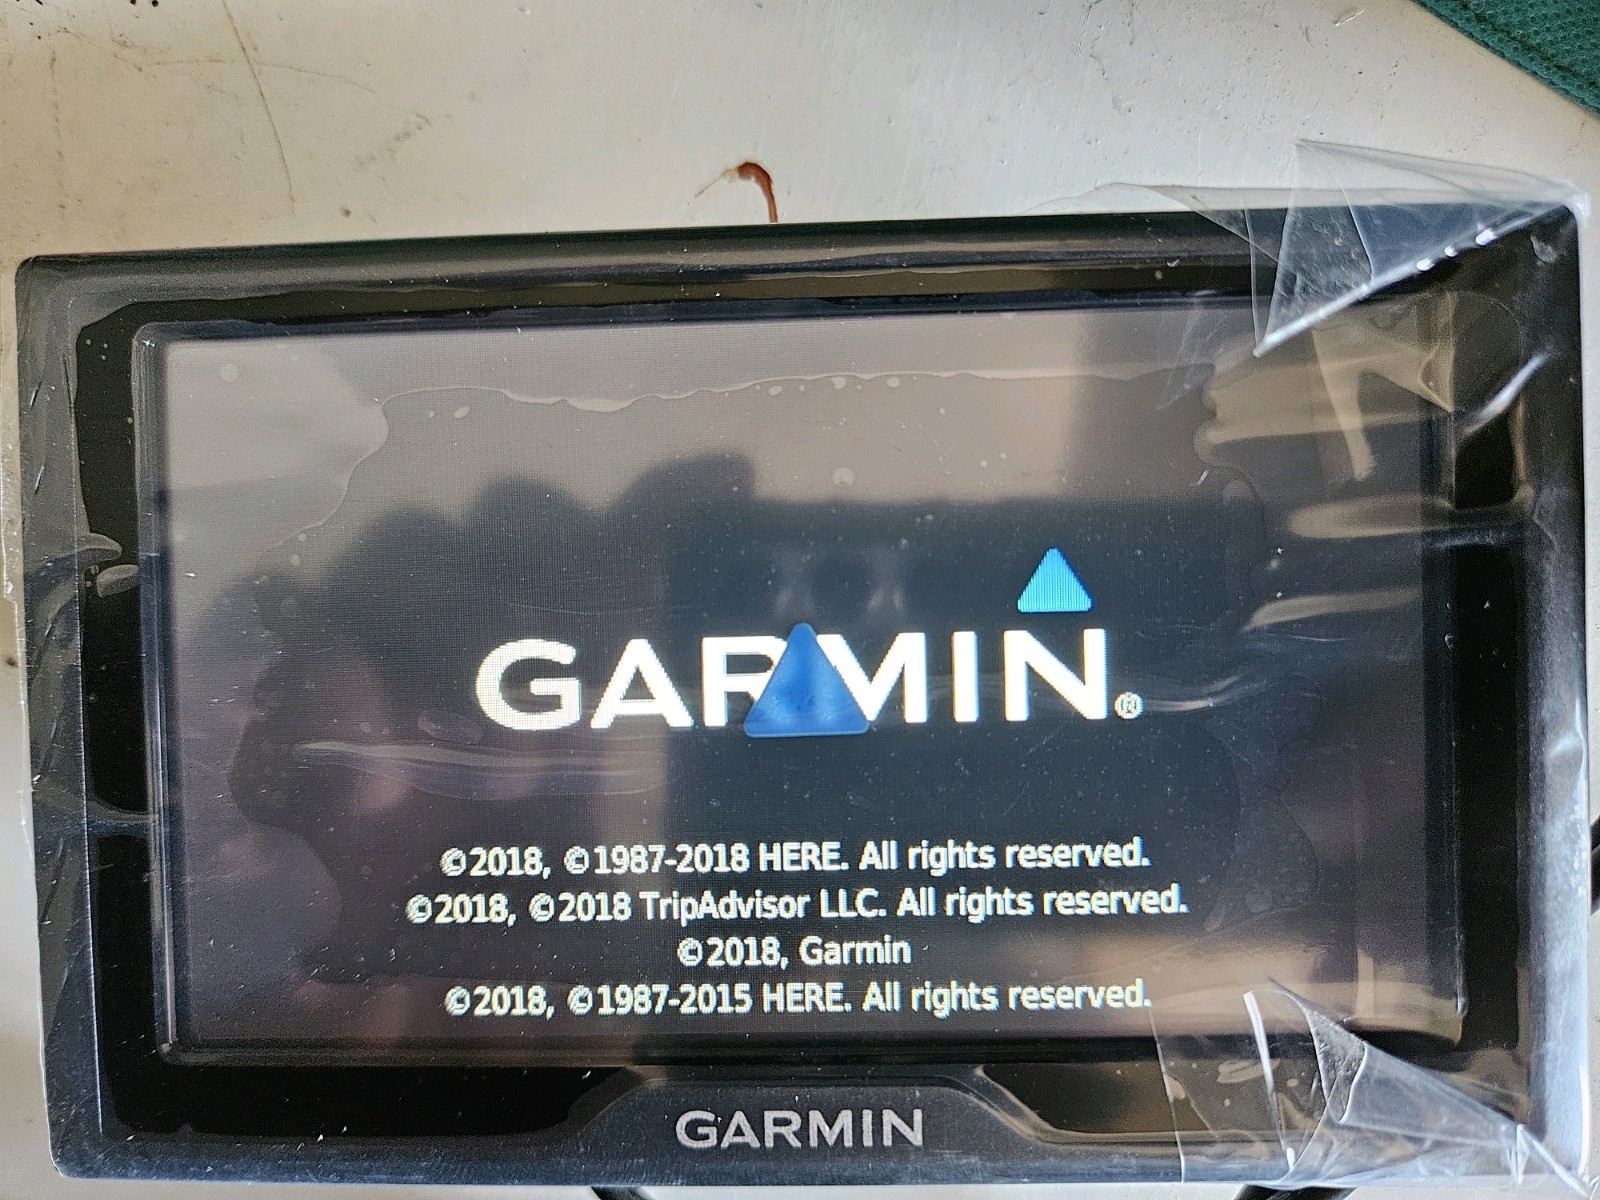 GARMIN®
©2018, ©1987-2018 HERE. All rights reserved.
©2018, ©2018 TripAdvisor LLC. All rights reserved.
©2018, Garmin
©2018, ©1987-2015 HERE. All rights reserved.
GARMIN